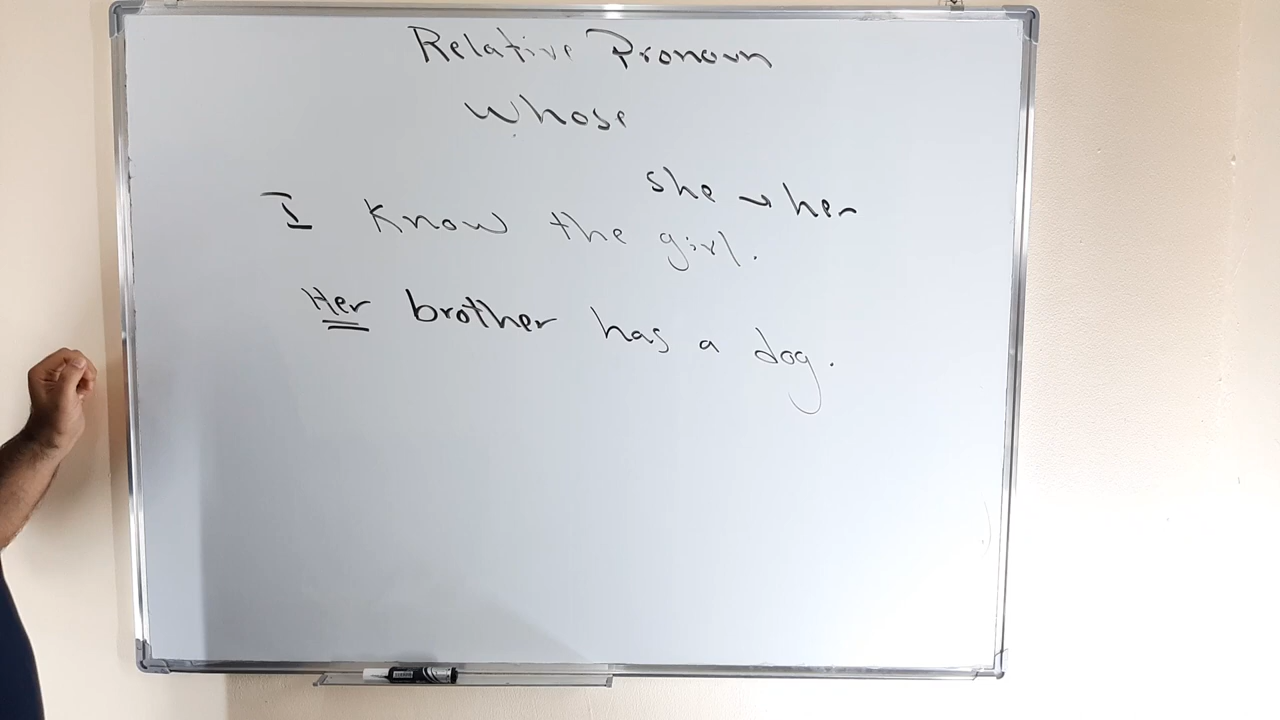 Relative Pronoun
Whose
she → her
I know the girl.
Her brother has a dog.